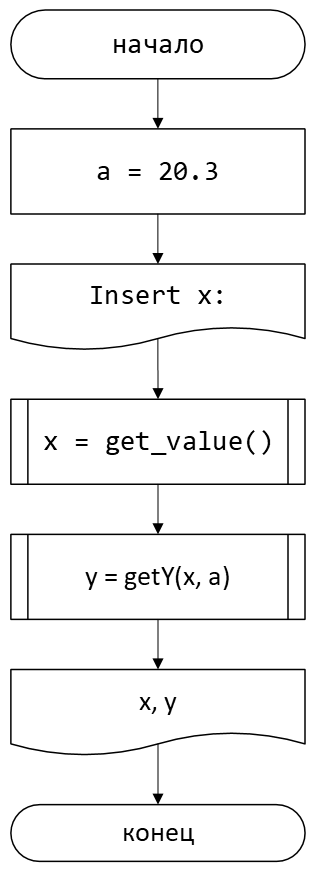 начало
a = 20.3
Insert x:
x = get_value()
y = getY(x, a)
x, y
конец